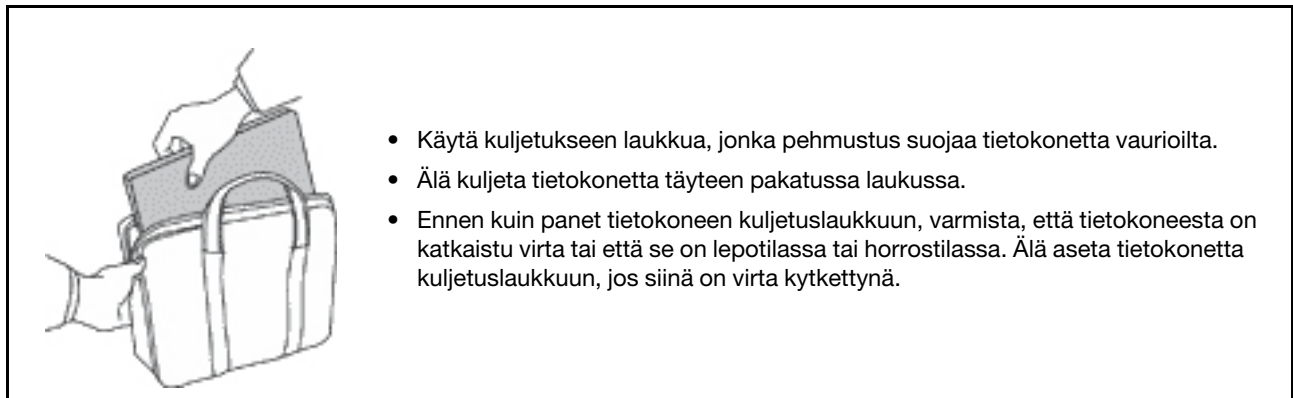 • Käytä kuljetukseen laukkua, jonka pehmustus suojaa tietokonetta vaurioilta.
• Älä kuljeta tietokonetta täyteen pakatussa laukussa.
• Ennen kuin panet tietokoneen kuljetuslaukkuun, varmista, että tietokoneesta on
katkaistu virta tai että se on lepotilassa tai horrostilassa. Älä aseta tietokonetta
kuljetuslaukkuun, jos siinä on virta kytkettynä.